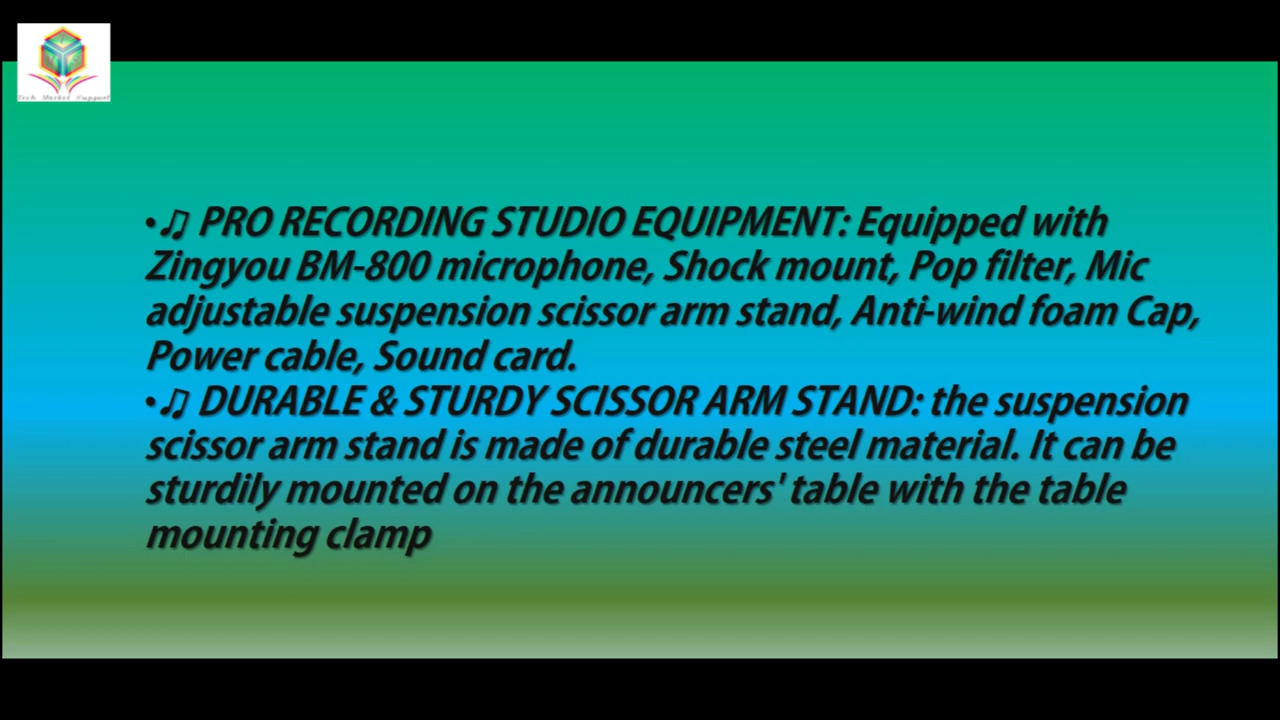 Tech Market Support
•♫ PRO RECORDING STUDIO EQUIPMENT: Equipped with
Zingyou BM-800 microphone, Shock mount, Pop filter, Mic
adjustable suspension scissor arm stand, Anti-wind foam Cap,
Power cable, Sound card.
•♫ DURABLE & STURDY SCISSOR ARM STAND: the suspension
scissor arm stand is made of durable steel material. It can be
sturdily mounted on the announcers' table with the table
mounting clamp